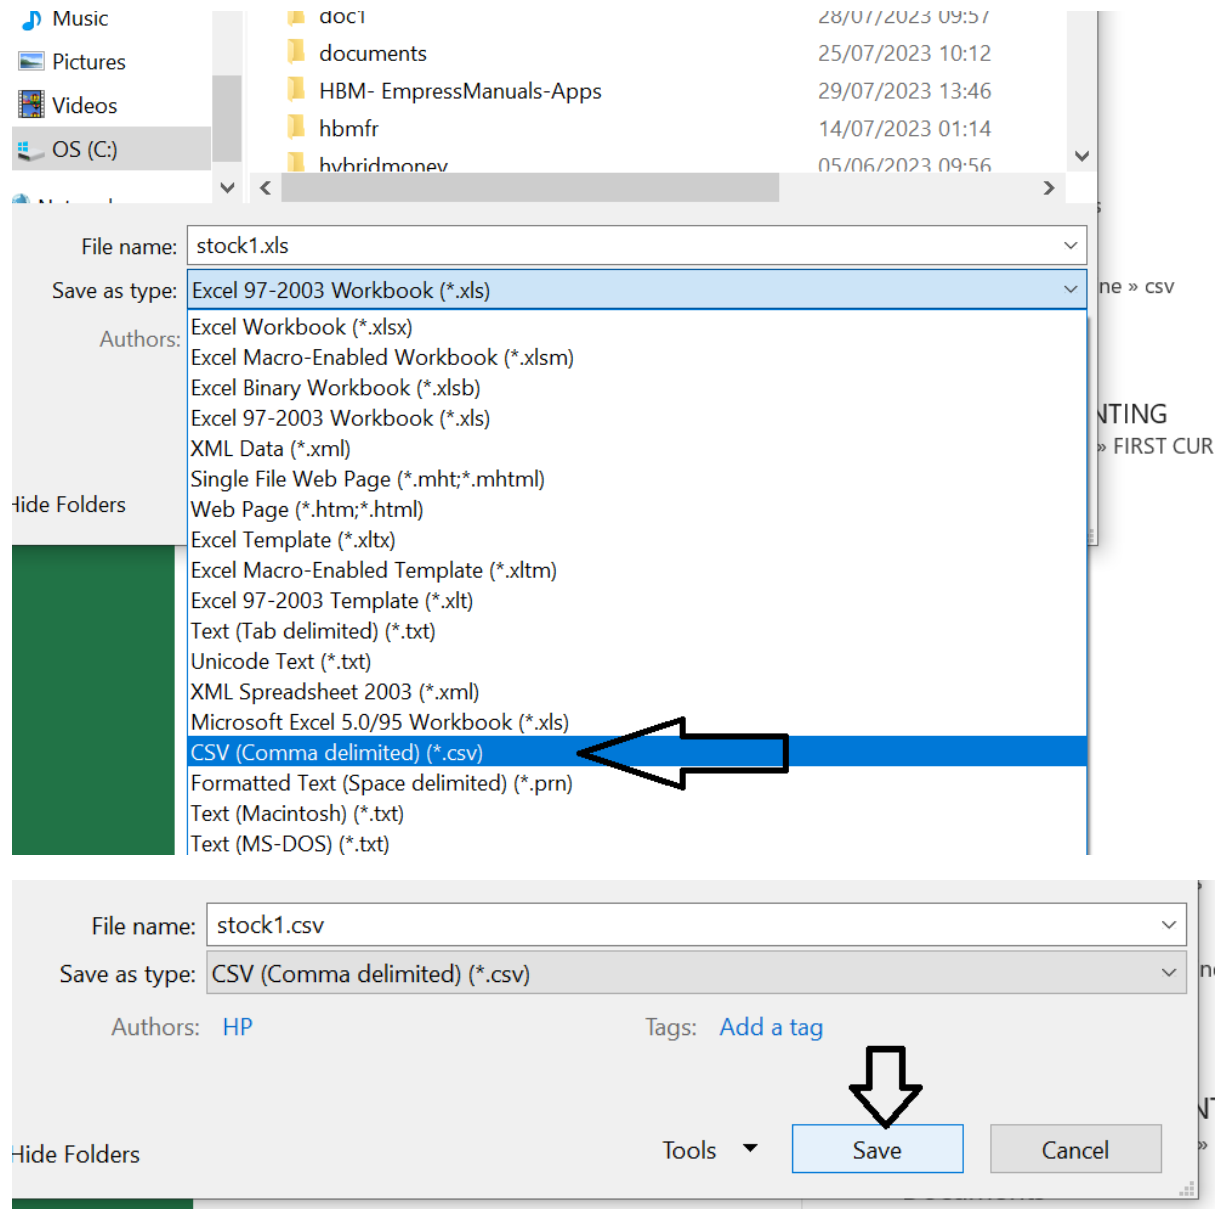 Music
doc1 28/07/2023 09:57
Pictures
documents 25/07/2023 10:12
Videos
HBM- EmpressManuals-Apps 29/07/2023 13:46
hbmfr 14/07/2023 01:14
OS (C:)
hybridmoney 05/06/2023 09:56
File name: stock1.xls
Save as type: Excel 97-2003 Workbook (*.xls)
ne » csv
Authors:
Excel Workbook (*.xlsx)
Excel Macro-Enabled Workbook (*.xlsm)
Excel Binary Workbook (*.xlsb)
Excel 97-2003 Workbook (*.xls)
NTING
XML Data (*.xml)
» FIRST CUR
Single File Web Page (*.mht;*.mhtml)
Hide Folders
Web Page (*.htm;*.html)
Excel Template (*.xltx)
Excel Macro-Enabled Template (*.xltm)
Excel 97-2003 Template (*.xlt)
Text (Tab delimited) (*.txt)
Unicode Text (*.txt)
XML Spreadsheet 2003 (*.xml)
Microsoft Excel 5.0/95 Workbook (*.xls)
CSV (Comma delimited) (*.csv)
Formatted Text (Space delimited) (*.prn)
Text (Macintosh) (*.txt)
Text (MS-DOS) (*.txt)
File name: stock1.csv
Save as type: CSV (Comma delimited) (*.csv)
Authors: HP Tags: Add a tag
Hide Folders Tools Save Cancel